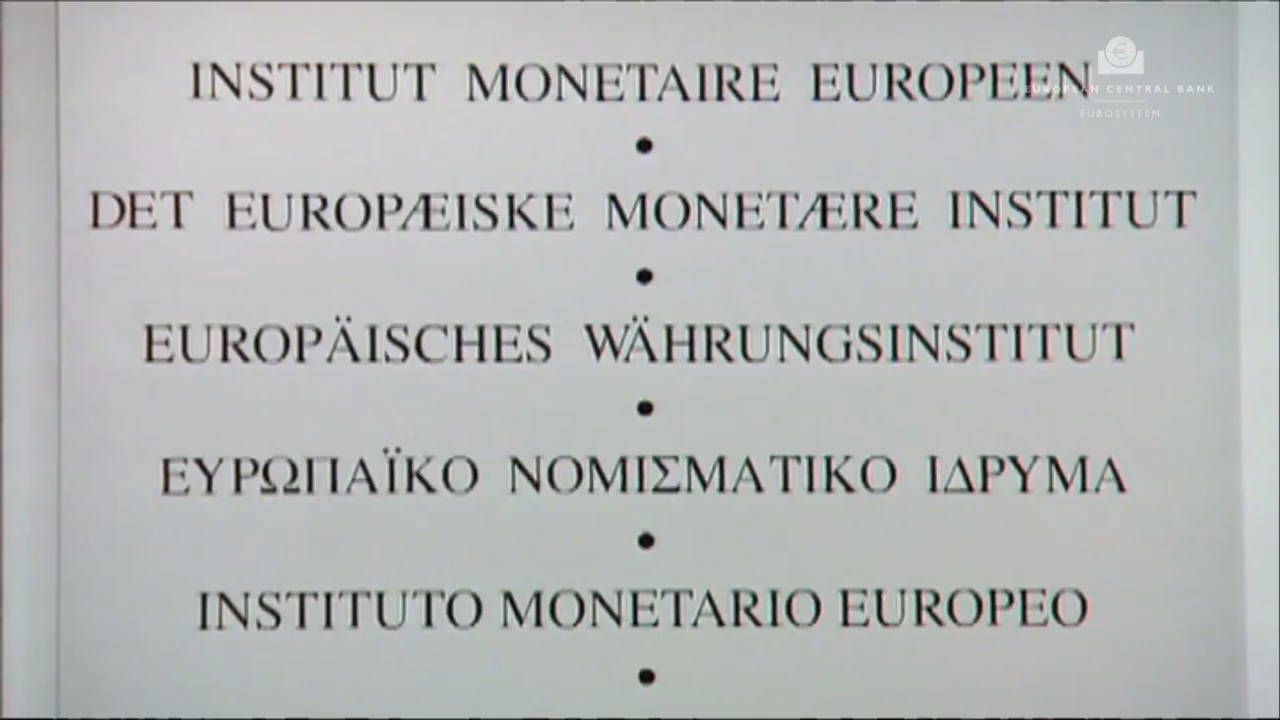 INSTITUT MONETAIRE EUROPEEN
EUROPEAN CENTRAL BANK
EUROSYSTEM
•
DET EUROPÆISKE MONETÆRE INSTITUT
•
EUROPÄISCHES WÄHRUNGSINSTITUT
•
ΕΥΡΩΠΑΪΚΟ ΝΟΜΙΣΜΑΤΙΚΟ ΙΔΡΥΜΑ
•
INSTITUTO MONETARIO EUROPEO
•